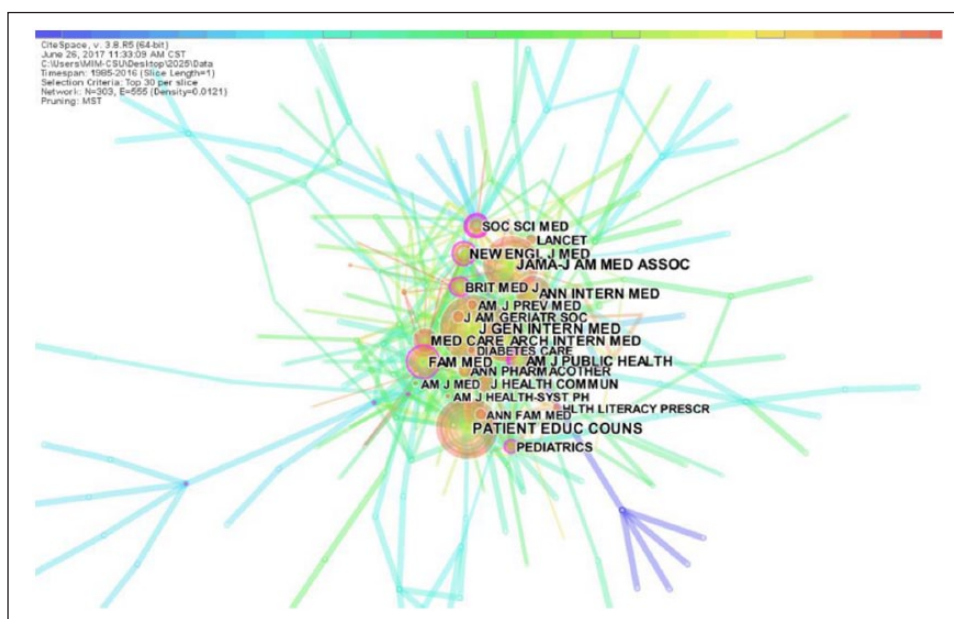 CiteSpace, v. 3.8.R5 (64-bit)
June 26, 2017 11:33:09 AM CST
C:\Users\MIM-CSU\Desktop\2025\Data
Timespan: 1985-2016 (Slice Length=1)
Selection Criteria: Top 30 per slice
Network: N=303, E=555 (Density=0.0121)
Pruning: MST
SOC SCI MED
LANCET
NEW ENGL J MED
JAMA-J AM MED ASSOC
BRIT MED J
ANN INTERN MED
AM J PREV MED
J AM GERIATR SOC
J GEN INTERN MED
MED CARE ARCH INTERN MED
DIABETES CARE
FAM MED
AM J PUBLIC HEALTH
ANN PHARMACOTHER
AM J MED
J HEALTH COMMUN
AM J HEALTH-SYST PH
HLTH LITERACY PRESCR
ANN FAM MED
PATIENT EDUC COUNS
PEDIATRICS